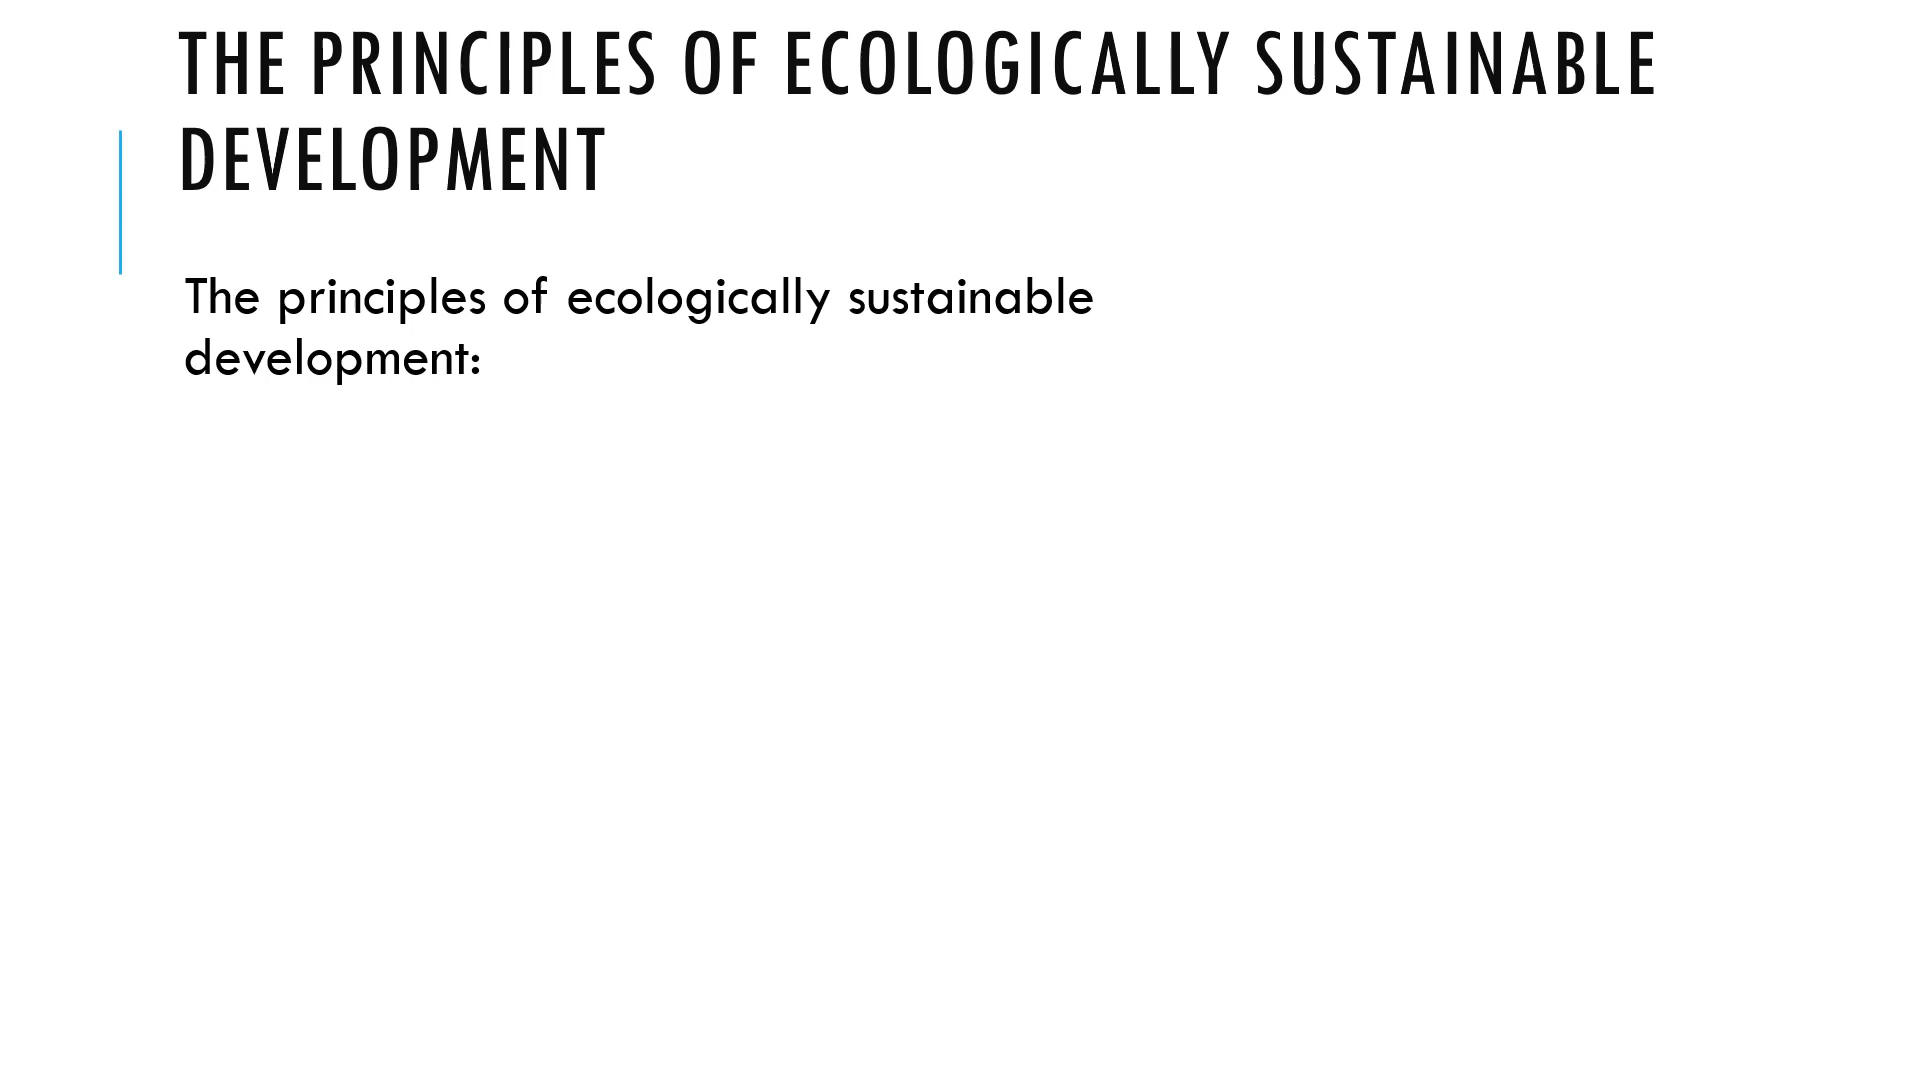 THE PRINCIPLES OF ECOLOGICALLY SUSTAINABLE
DEVELOPMENT
The principles of ecologically sustainable
development: